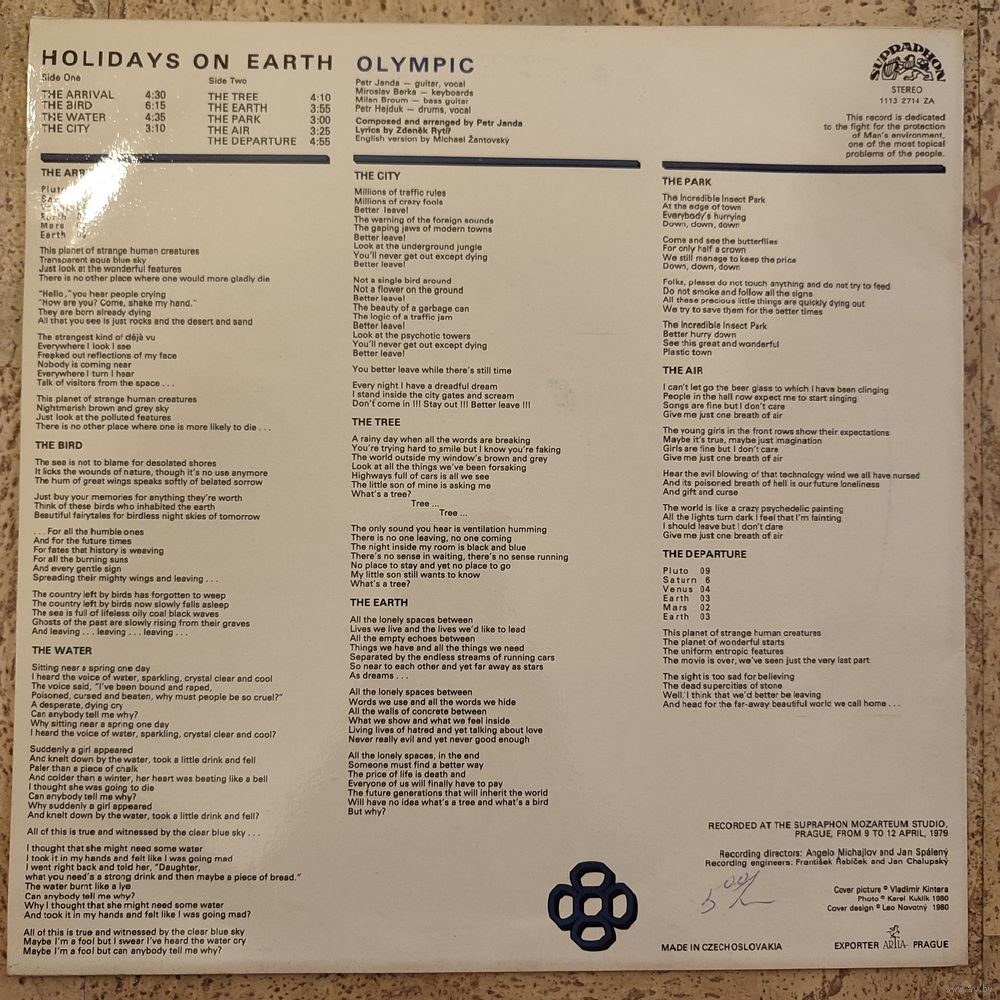 HOLIDAYS ON EARTH
Side One
THE ARRIVAL 4:30
THE BIRD 6:15
THE WATER 4:35
THE CITY 3:10
Side Two
THE TREE 4:10
THE EARTH 3:55
THE PARK 3:00
THE AIR 3:25
THE DEPARTURE 4:55
OLYMPIC
Petr Janda — guitar, vocal
Miroslav Berka — keyboards
Milan Broum — bass guitar
Petr Hejduk — drums, vocal
Composed and arranged by Petr Janda
Lyrics by Zdeněk Rytíř
English version by Michael Žantovský
SUPRAPHON
STEREO
1113 2714 ZA
This record is dedicated
to the fight for the protection
of Man's environment,
one of the most topical
problems of the people.
THE
Earth
Mars
Earth
This planet of strange human creatures
Transparent aqua blue sky
Just look at the wonderful features
There is no other place where one would more gladly die
"Hello," you hear people crying
"How are you? Come, shake my hand."
They are born already dying
All that you see is just rocks and the desert and sand
The strangest kind of déjà vu
Everywhere I look I see
Freaked out reflections of my face
Nobody is coming near
Everywhere I turn I hear
Talk of visitors from the space . . .
This planet of strange human creatures
Nightmarish brown and grey sky
Just look at the polluted features
There is no other place where one is more likely to die . . .
THE BIRD
The sea is not to blame for desolated shores
It licks the wounds of nature, though it's no use anymore
The hum of great wings speaks softly of belated sorrow
Just buy your memories for anything they're worth
Think of these birds who inhabited the earth
Beautiful fairytales for birdless night skies of tomorrow
. . . For all the humble ones
And for the future times
For fates that history is weaving
For all the burning suns
And every gentle sign
Spreading their mighty wings and leaving . . .
The country left by birds has forgotten to weep
The country left by birds now slowly falls asleep
The sea is full of lifeless oily coal black waves
Ghosts of the past are slowly rising from their graves
And leaving . . . leaving . . . leaving . . .
THE WATER
Sitting near a spring one day
I heard the voice of water, sparkling, crystal clear and cool
The voice said, "I've been bound and raped,
Poisoned, cursed and beaten, why must people be so cruel?"
A desperate, dying cry
Can anybody tell me why?
Why sitting near a spring one day
I heard the voice of water, sparkling, crystal clear and cool?
Suddenly a girl appeared
And knelt down by the water, took a little drink and fell
Paler than a piece of chalk
And colder than a winter, her heart was beating like a bell
I thought she was going to die
Can anybody tell me why?
Why suddenly a girl appeared
And knelt down by the water, took a little drink and fell?
All of this is true and witnessed by the clear blue sky . . .
I thought that she might need some water
I took it in my hands and felt like I was going mad
I went right back and told her, "Daughter,
what you need's a strong drink and then maybe a piece of bread."
The water burnt like a lye
Can anybody tell me why?
Why I thought that she might need some water
And took it in my hands and felt like I was going mad?
All of this is true and witnessed by the clear blue sky
Maybe I'm a fool but I swear I've heard the water cry
Maybe I'm a fool but can anybody tell me why?
THE CITY
Millions of traffic rules
Millions of crazy fools
Better leave!
The warning of the foreign sounds
The gaping jaws of modern towns
Better leave!
Look at the underground jungle
You'll never get out except dying
Better leave!
Not a single bird around
Not a flower on the ground
Better leave!
The beauty of a garbage can
The logic of a traffic jam
Better leave!
Look at the psychotic towers
You'll never get out except dying
Better leave!
You better leave while there's still time
Every night I have a dreadful dream
I stand inside the city gates and scream
Don't come in !!! Stay out !!! Better leave !!!
THE TREE
A rainy day when all the words are breaking
You're trying hard to smile but I know you're faking
The world outside my window's brown and grey
Look at all the things we've been forsaking
Highways full of cars is all we see
The little son of mine is asking me
What's a tree?
Tree ...
Tree ...
The only sound you hear is ventilation humming
There is no one leaving, no one coming
The night inside my room is black and blue
There's no sense in waiting, there's no sense running
No place to stay and yet no place to go
My little son still wants to know
What's a tree?
THE EARTH
All the lonely spaces between
Lives we live and the lives we'd like to lead
All the empty echoes between
Things we have and all the things we need
Separated by the endless streams of running cars
So near to each other and yet far away as stars
As dreams . . .
All the lonely spaces between
Words we use and all the words we hide
All the walls of concrete between
What we show and what we feel inside
Living lives of hatred and yet talking about love
Never really evil and yet never good enough
All the lonely spaces, in the end
Someone must find a better way
The price of life is death and
Everyone of us will finally have to pay
The future generations that will inherit the world
Will have no idea what's a tree and what's a bird
But why?
THE PARK
The Incredible Insect Park
At the edge of town
Everybody's hurrying
Down, down, down
Come and see the butterflies
For only half a crown
We still manage to keep the price
Down, down, down
Folks, please do not touch anything and do not try to feed
Do not smoke and follow all the signs
All these precious little things are quickly dying out
We try to save them for the better times
The Incredible Insect Park
Better hurry down
See this great and wonderful
Plastic town
THE AIR
I can't let go the beer glass to which I have been clinging
People in the hall now expect me to start singing
Songs are fine but I don't care
Give me just one breath of air
The young girls in the front rows show their expectations
Maybe it's true, maybe just imagination
Girls are fine but I don't care
Give me just one breath of air
Hear the evil blowing of that technology wind we all have nursed
And its poisoned breath of hell is our future loneliness
And gift and curse
The world is like a crazy psychedelic painting
All the lights turn dark I feel that I'm fainting
I should leave but I don't dare
Give me just one breath of air
THE DEPARTURE
Pluto 09
Saturn 6
Venus 04
Earth 03
Mars 02
Earth 03
This planet of strange human creatures
The planet of wonderful starts
The uniform entropic features
The movie is over, we've seen just the very last part
The sight is too sad for believing
The dead supercities of stone
Well, I think that we'd better be leaving
And head for the far-away beautiful world we call home . . .
RECORDED AT THE SUPRAPHON MOZARTEUM STUDIO,
PRAGUE, FROM 9 TO 12 APRIL, 1979
Recording directors: Angelo Michajlov and Jan Spálený
Recording engineers: František Řebíček and Jan Chalupský
Cover picture © Vladimír Kintera
Photo © Karel Kuklík 1980
Cover design © Leo Novotný 1980
MADE IN CZECHOSLOVAKIA
EXPORTER ARTIA PRAGUE